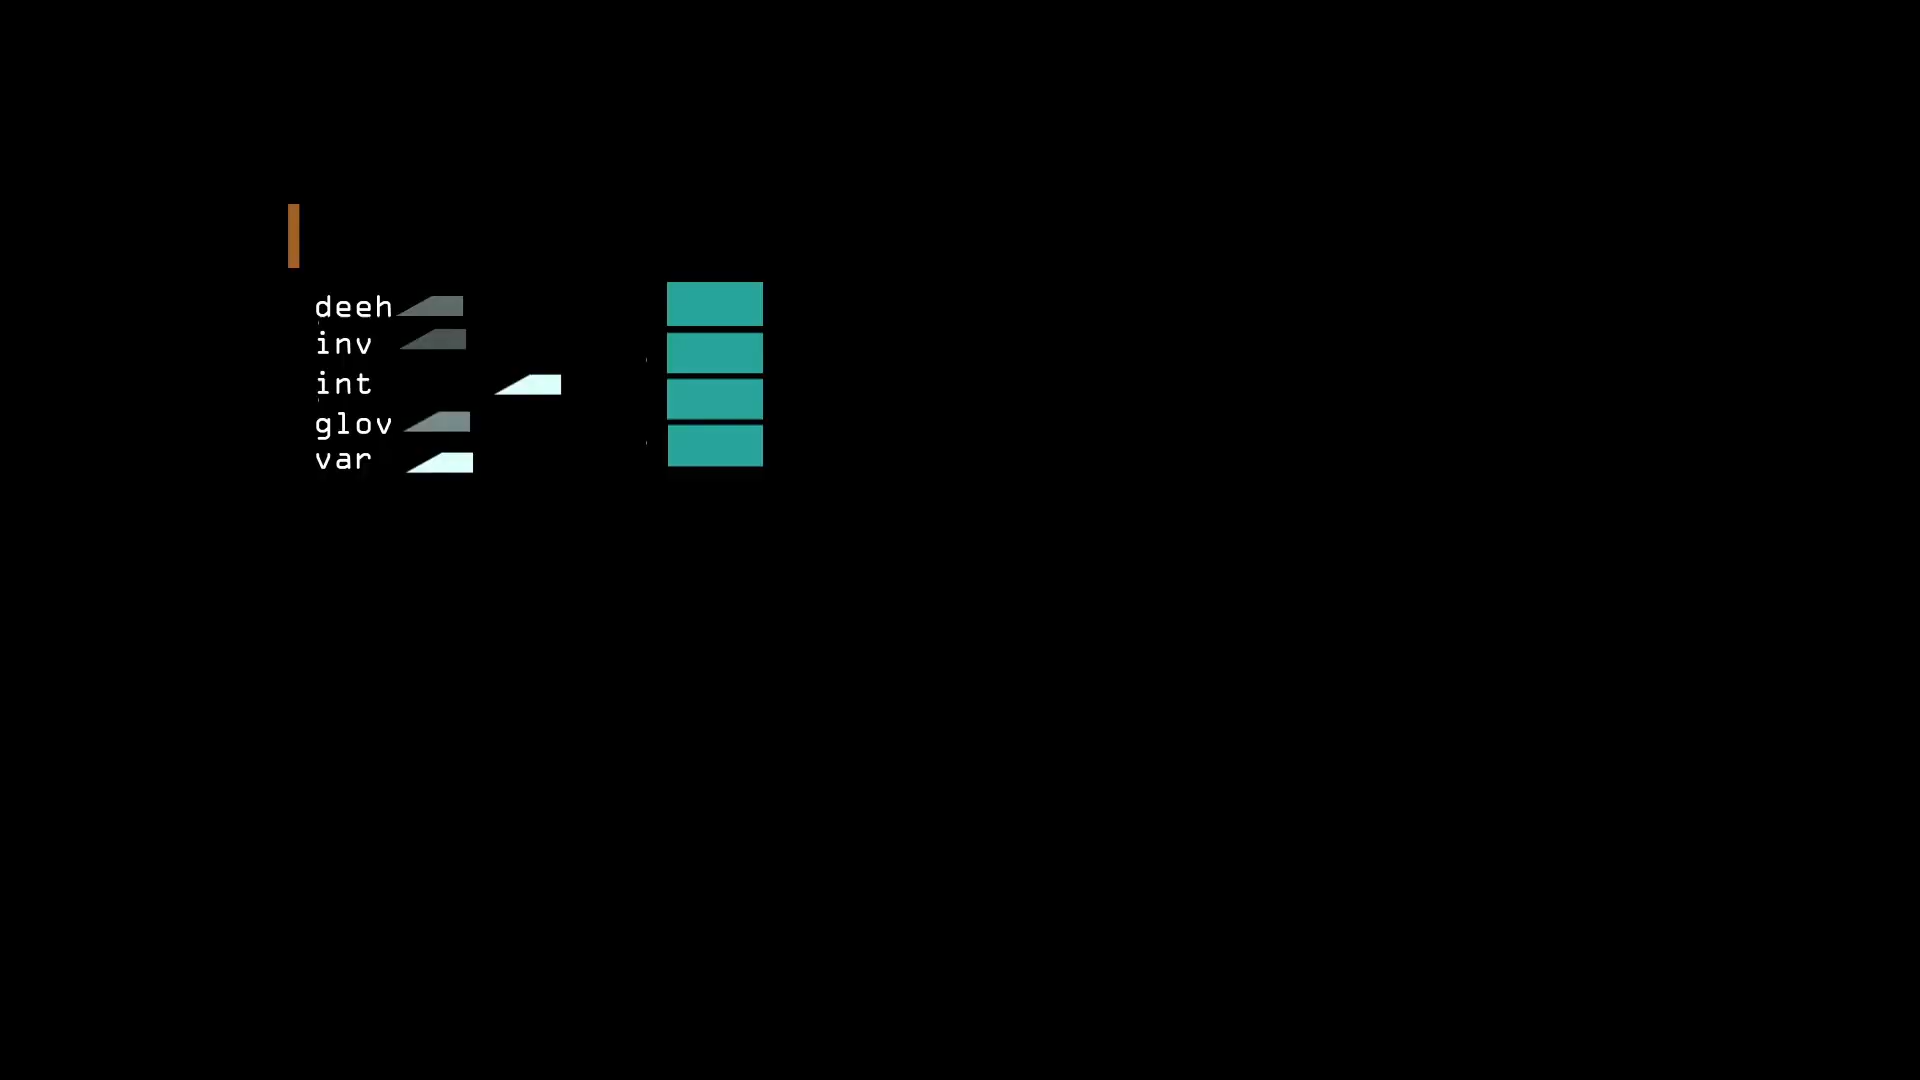 deeh
inv
int
glov
var